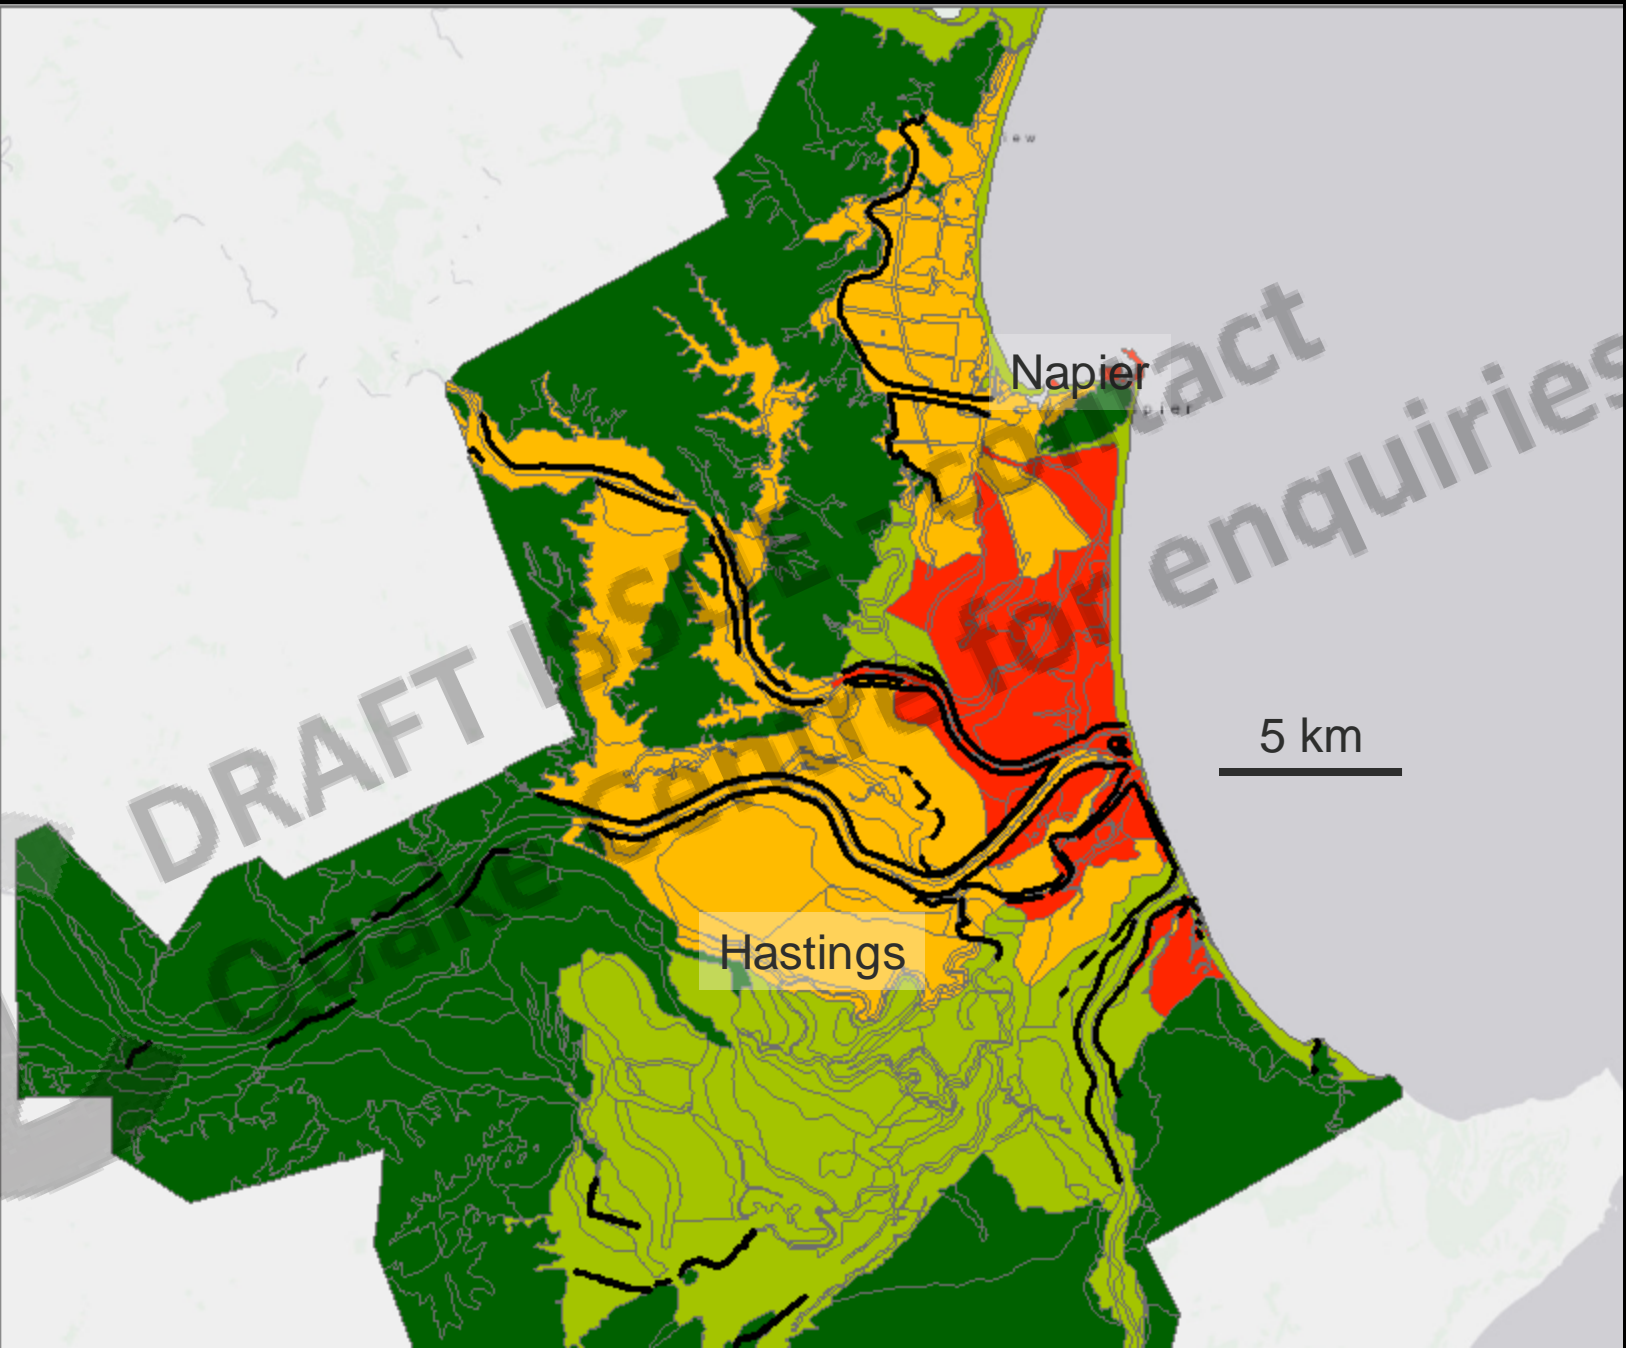 Napier
DRAFT ISSUE - contact
Quake Centre for enquiries
5 km
Hastings